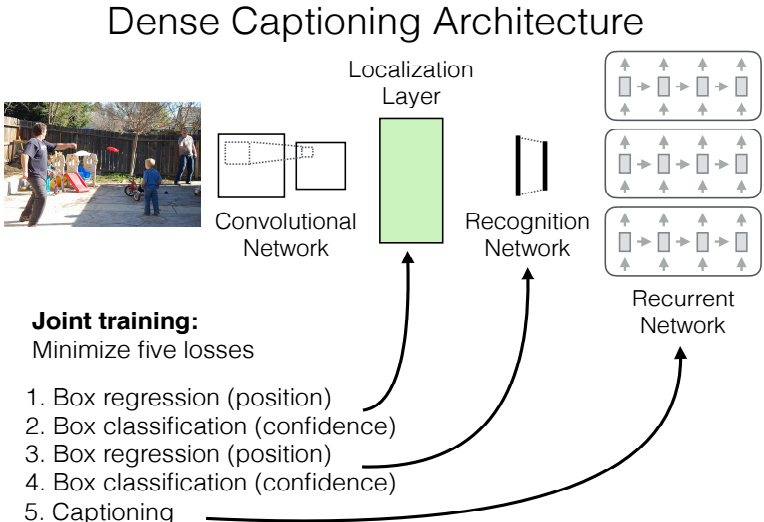 Dense Captioning Architecture
Localization
Layer
Convolutional
Network
Recognition
Network
Recurrent
Network
Joint training:
Minimize five losses
1. Box regression (position)
2. Box classification (confidence)
3. Box regression (position)
4. Box classification (confidence)
5. Captioning